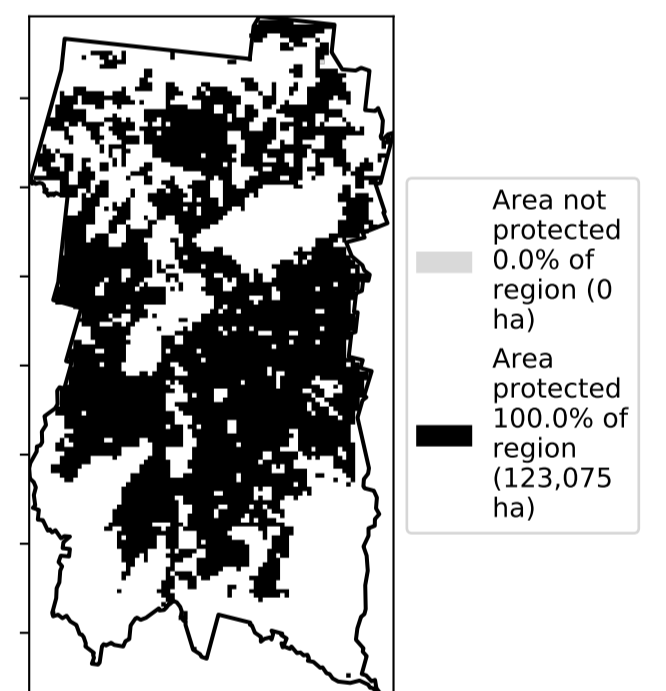 Area not
protected
0.0% of
region (0
ha)
Area
protected
100.0% of
region
(123,075
ha)